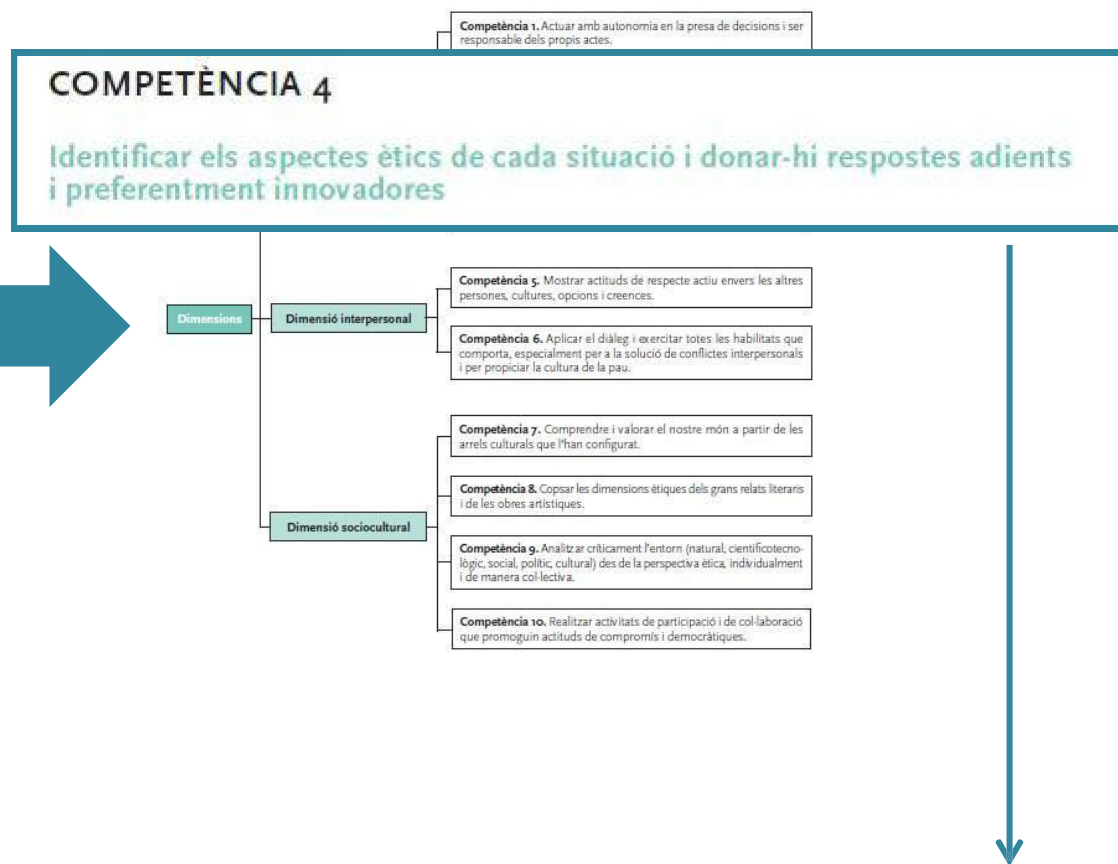 Competència 1. Actuar amb autonomia en la presa de decisions i ser
responsable dels propis actes.
COMPETÈNCIA 4
Identificar els aspectes ètics de cada situació i donar-hi respostes adients
i preferentment innovadores
Dimensions
Dimensió interpersonal
Competència 5. Mostrar actituds de respecte actiu envers les altres
persones, cultures, opcions i creences.
Competència 6. Aplicar el diàleg i exercitar totes les habilitats que
comporta, especialment per a la solució de conflictes interpersonals
i per propiciar la cultura de la pau.
Dimensió sociocultural
Competència 7. Comprendre i valorar el nostre món a partir de les
arrels culturals que l'han configurat.
Competència 8. Copsar les dimensions ètiques dels grans relats literaris
i de les obres artístiques.
Competència 9. Analitzar críticament l'entorn (natural, cientificotecno-
lògic, social, polític, cultural) des de la perspectiva ètica, individualment
i de manera col·lectiva.
Competència 10. Realitzar activitats de participació i de col·laboració
que promoguin actituds de compromís i democràtiques.